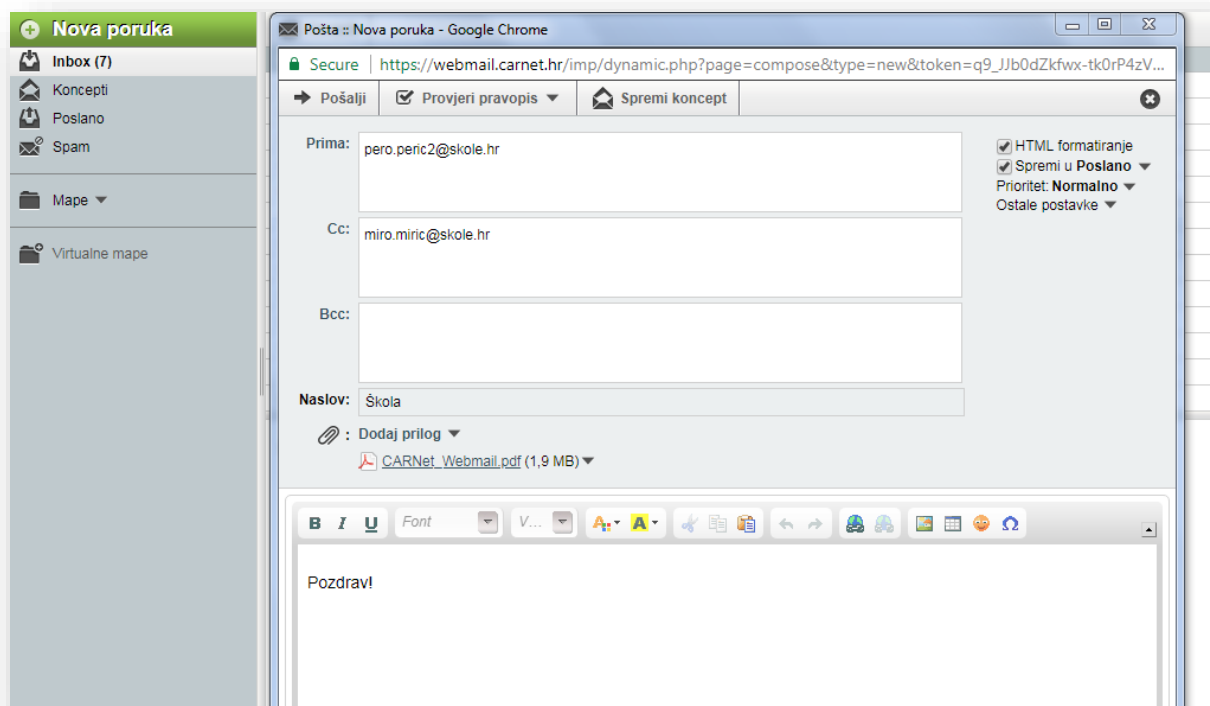 Nova poruka
Inbox (7)
Koncepti
Poslano
Spam
Mape
Virtualne mape
Pošta :: Nova poruka - Google Chrome
Secure | https://webmail.carnet.hr/imp/dynamic.php?page=compose&type=new&token=q9_JJb0dZkfwx-tk0rP4zV...
Pošalji Provjeri pravopis Spremi koncept
Prima: pero.peric2@skole.hr
HTML formatiranje
Spremi u Poslano
Prioritet: Normalno
Ostale postavke
Cc: miro.miric@skole.hr
Bcc:
Naslov: Škola
: Dodaj prilog
CARNet_Webmail.pdf (1,9 MB)
B I U Font V... A A Ω
Pozdrav!